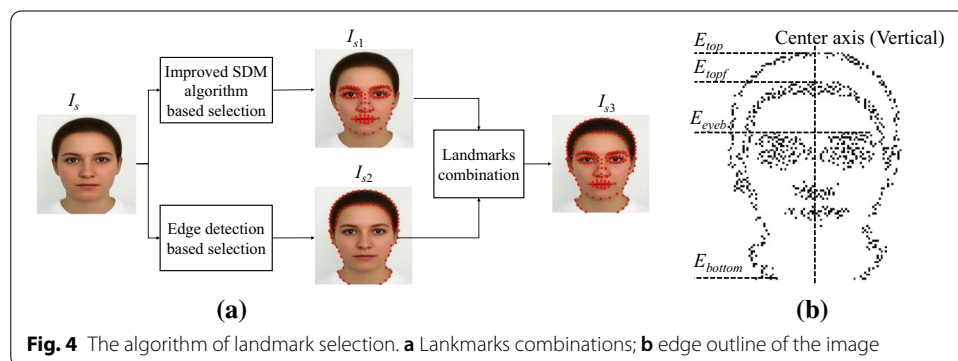 I_s
Improved SDM
algorithm
based selection
Edge detection
based selection
I_s1
I_s2
Landmarks
combination
I_s3
(a)
E_top
Center axis (Vertical)
E_topf
E_eyeb
E_bottom
(b)
Fig. 4 The algorithm of landmark selection. a Lankmarks combinations; b edge outline of the image